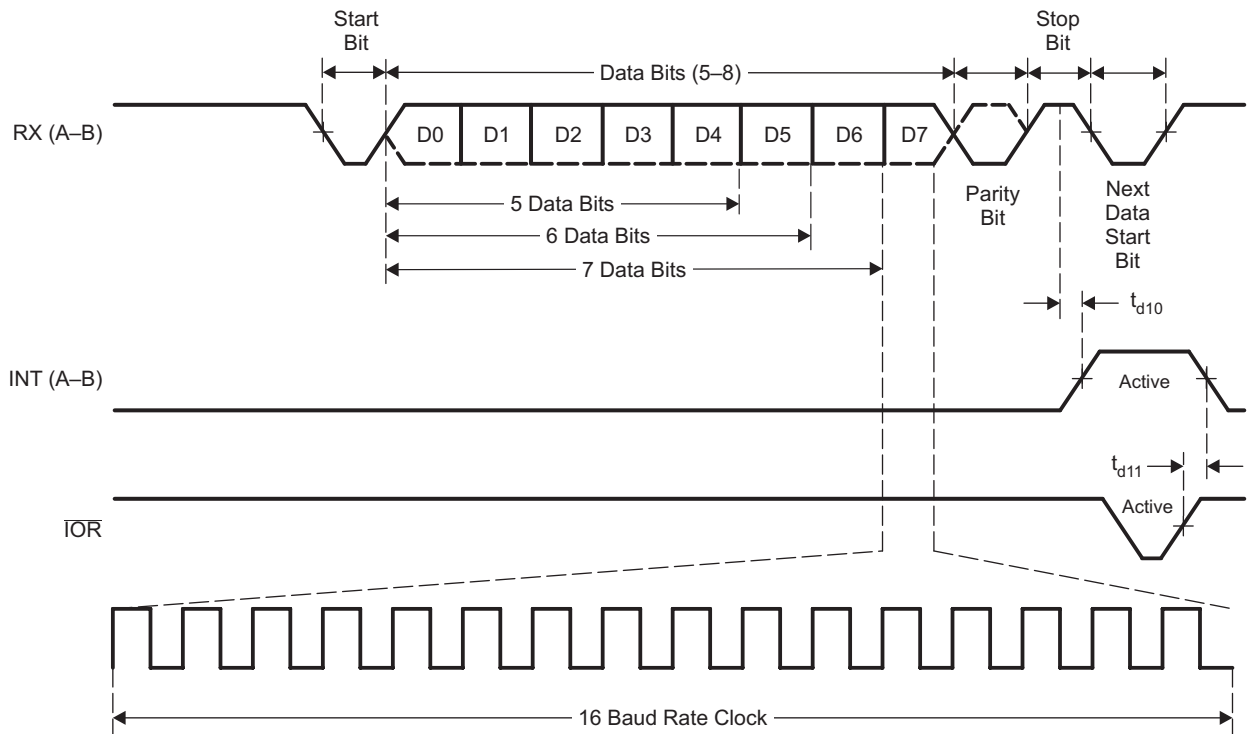 Start
Bit
Stop
Bit
Data Bits (5–8)
RX (A–B)
D0 D1 D2 D3 D4 D5 D6 D7
5 Data Bits
6 Data Bits
7 Data Bits
Parity
Bit
Next
Data
Start
Bit
td10
INT (A–B)
Active
td11
IOR
Active
16 Baud Rate Clock